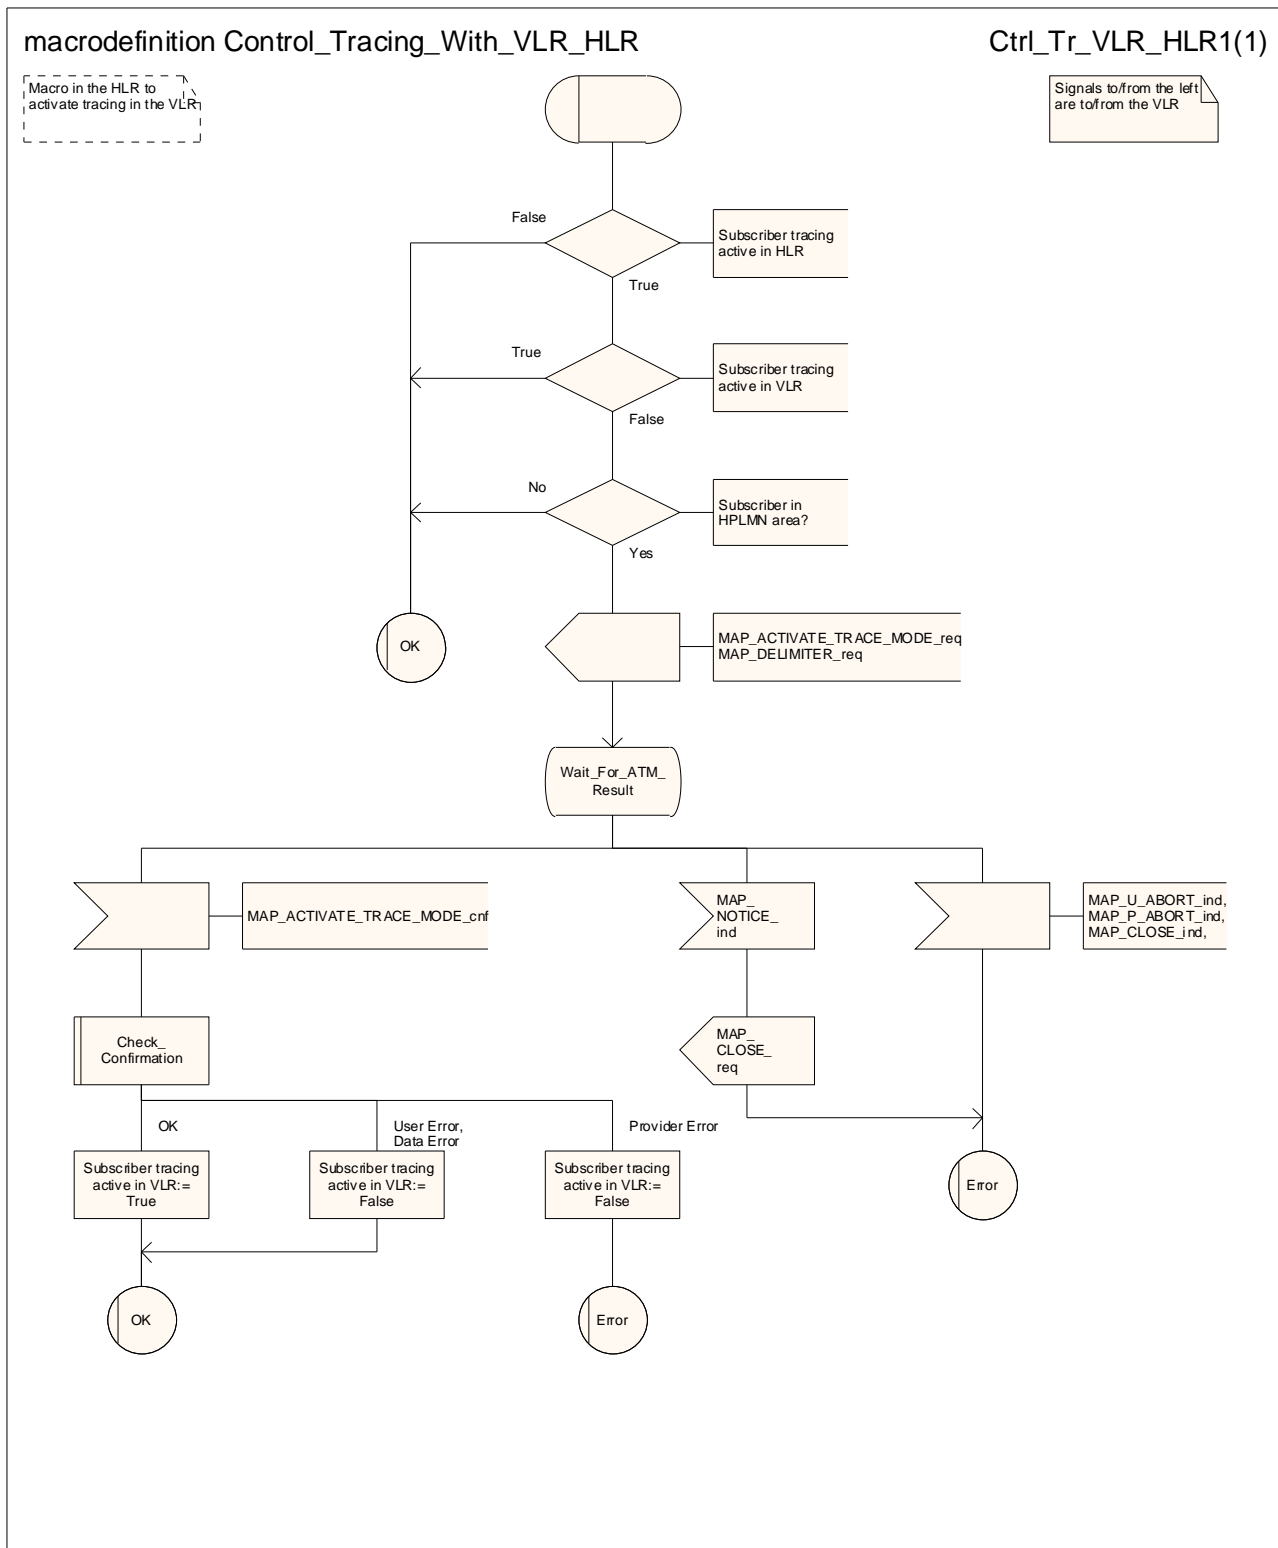 macrodefinition Control_Tracing_With_VLR_HLR
Ctrl_Tr_VLR_HLR1(1)
Macro in the HLR to
activate tracing in the VLR
Signals to/from the left
are to/from the VLR
False
Subscriber tracing
active in HLR
True
True
Subscriber tracing
active in VLR
False
No
Subscriber in
HPLMN area?
Yes
OK
MAP_ACTIVATE_TRACE_MODE_req
MAP_DELIMITER_req
Wait_For_ATM_
Result
MAP_ACTIVATE_TRACE_MODE_cnf
MAP_
NOTICE_
ind
MAP_U_ABORT_ind,
MAP_P_ABORT_ind,
MAP_CLOSE_ind,
Check_
Confirmation
MAP_
CLOSE_
req
OK
User Error,
Data Error
Provider Error
Subscriber tracing
active in VLR:=
True
Subscriber tracing
active in VLR:=
False
Subscriber tracing
active in VLR:=
False
Error
OK
Error